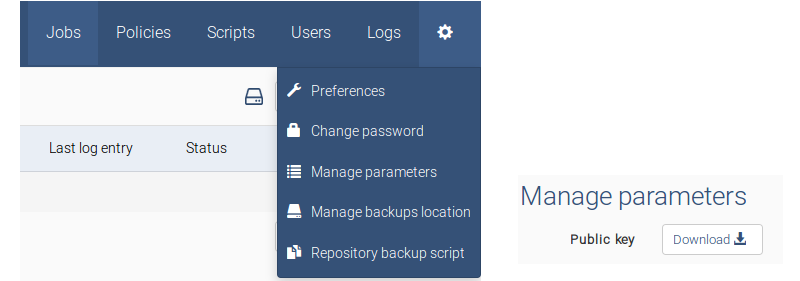 Jobs Policies Scripts Users Logs
Preferences
Change password
Last log entry Status
Manage parameters
Manage backups location
Repository backup script
Manage parameters
Public key Download